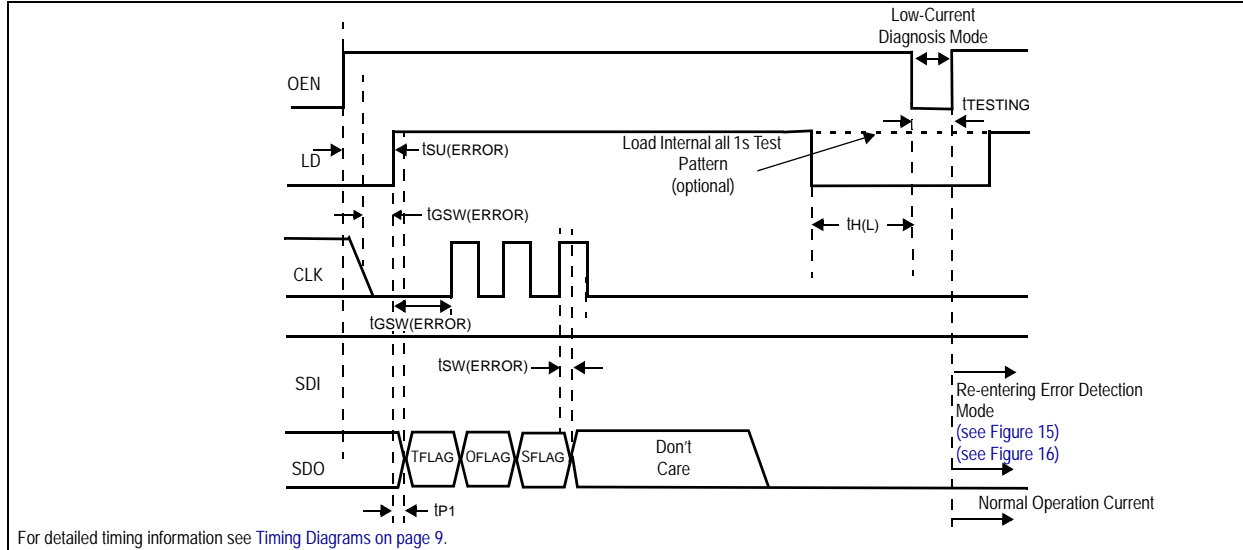 Low-Current
Diagnosis Mode
OEN
tTESTING
LD
tSU(ERROR)
Load Internal all 1s Test
Pattern
(optional)
tGSW(ERROR)
tH(L)
CLK
tGSW(ERROR)
tSW(ERROR)
SDI
Re-entering Error Detection
Mode
(see Figure 15)
(see Figure 16)
SDO
TFLAG
OFLAG
SFLAG
Don't
Care
tP1
Normal Operation Current
For detailed timing information see Timing Diagrams on page 9.